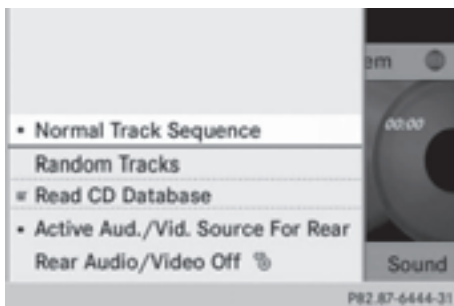 em
00:00
• Normal Track Sequence
Random Tracks
Read CD Database
• Active Aud./Vid. Source For Rear
Rear Audio/Video Off
Sound
P82.87-6444-31